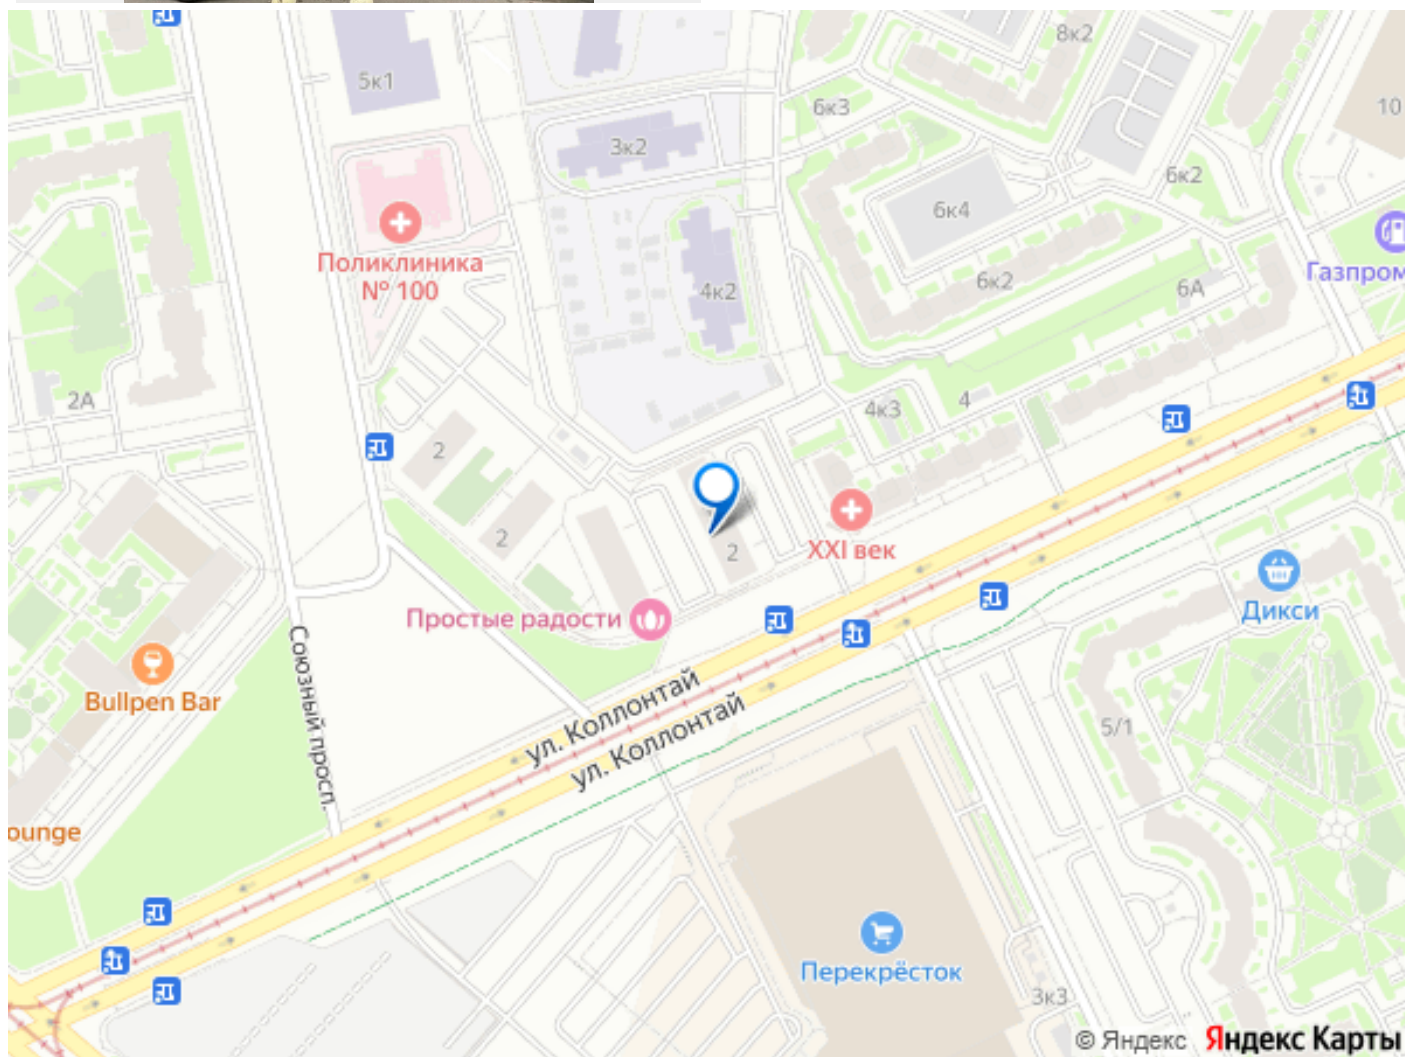 8к2
5к1
6к3
10
3к2
6к2
6к4
Поликлиника
№ 100
Газпром
6к2
4к2
6А
2А
4к3
4
2
2
2
XXI век
Простые радости
Дикси
Союзный просп.
Bullpen Bar
ул. Коллонтай
ул. Коллонтай
5/1
ounge
Перекрёсток
3к3
© Яндекс Яндекс Карты